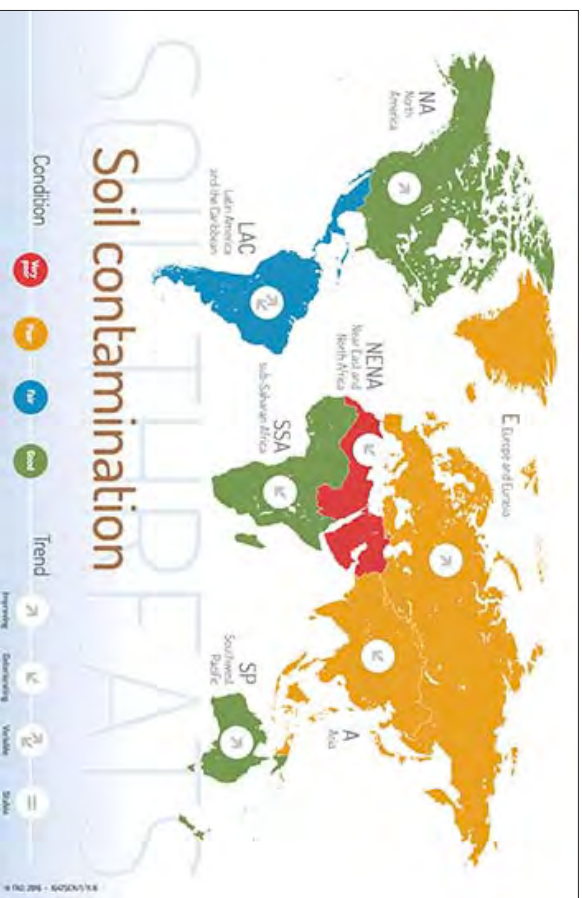 NA
North
America
LAC
Latin America
and the Caribbean
NENA
Near East and
North Africa
SSA
sub-Saharan Africa
E Europe and Eurasia
A
Asia
SP
Southwest
Pacific
SOIL THREATS
Soil contamination
Condition
Very poor
Poor
Fair
Good
Trend
Improving
Deteriorating
Variable
Stable